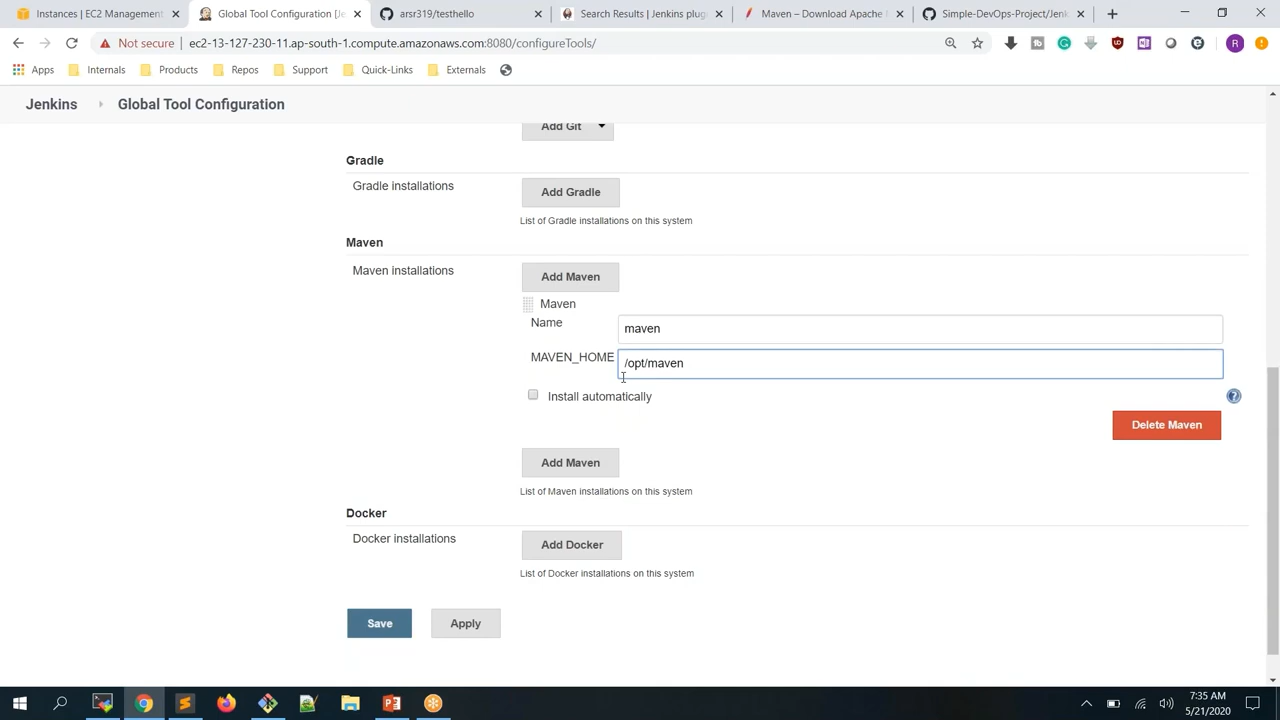 Instances | EC2 Management
Global Tool Configuration [Je
arsr319/testhello
Search Results | Jenkins plug
Maven – Download Apache M
Simple-DevOps-Project/Jenk
Not secure | ec2-13-127-230-11.ap-south-1.compute.amazonaws.com:8080/configureTools/
Apps Internals Products Repos Support Quick-Links Externals
Jenkins Global Tool Configuration
Add Git
Gradle
Gradle installations
Add Gradle
List of Gradle installations on this system
Maven
Maven installations
Add Maven
Maven
Name
maven
MAVEN_HOME
/opt/maven
Install automatically
Delete Maven
Add Maven
List of Maven installations on this system
Docker
Docker installations
Add Docker
List of Docker installations on this system
Save Apply
7:35 AM
5/21/2020